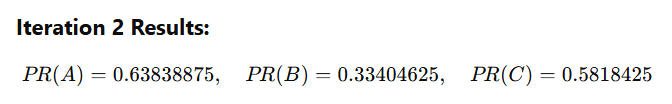 Iteration 2 Results:
PR(A) = 0.63838875, PR(B) = 0.33404625, PR(C) = 0.5818425